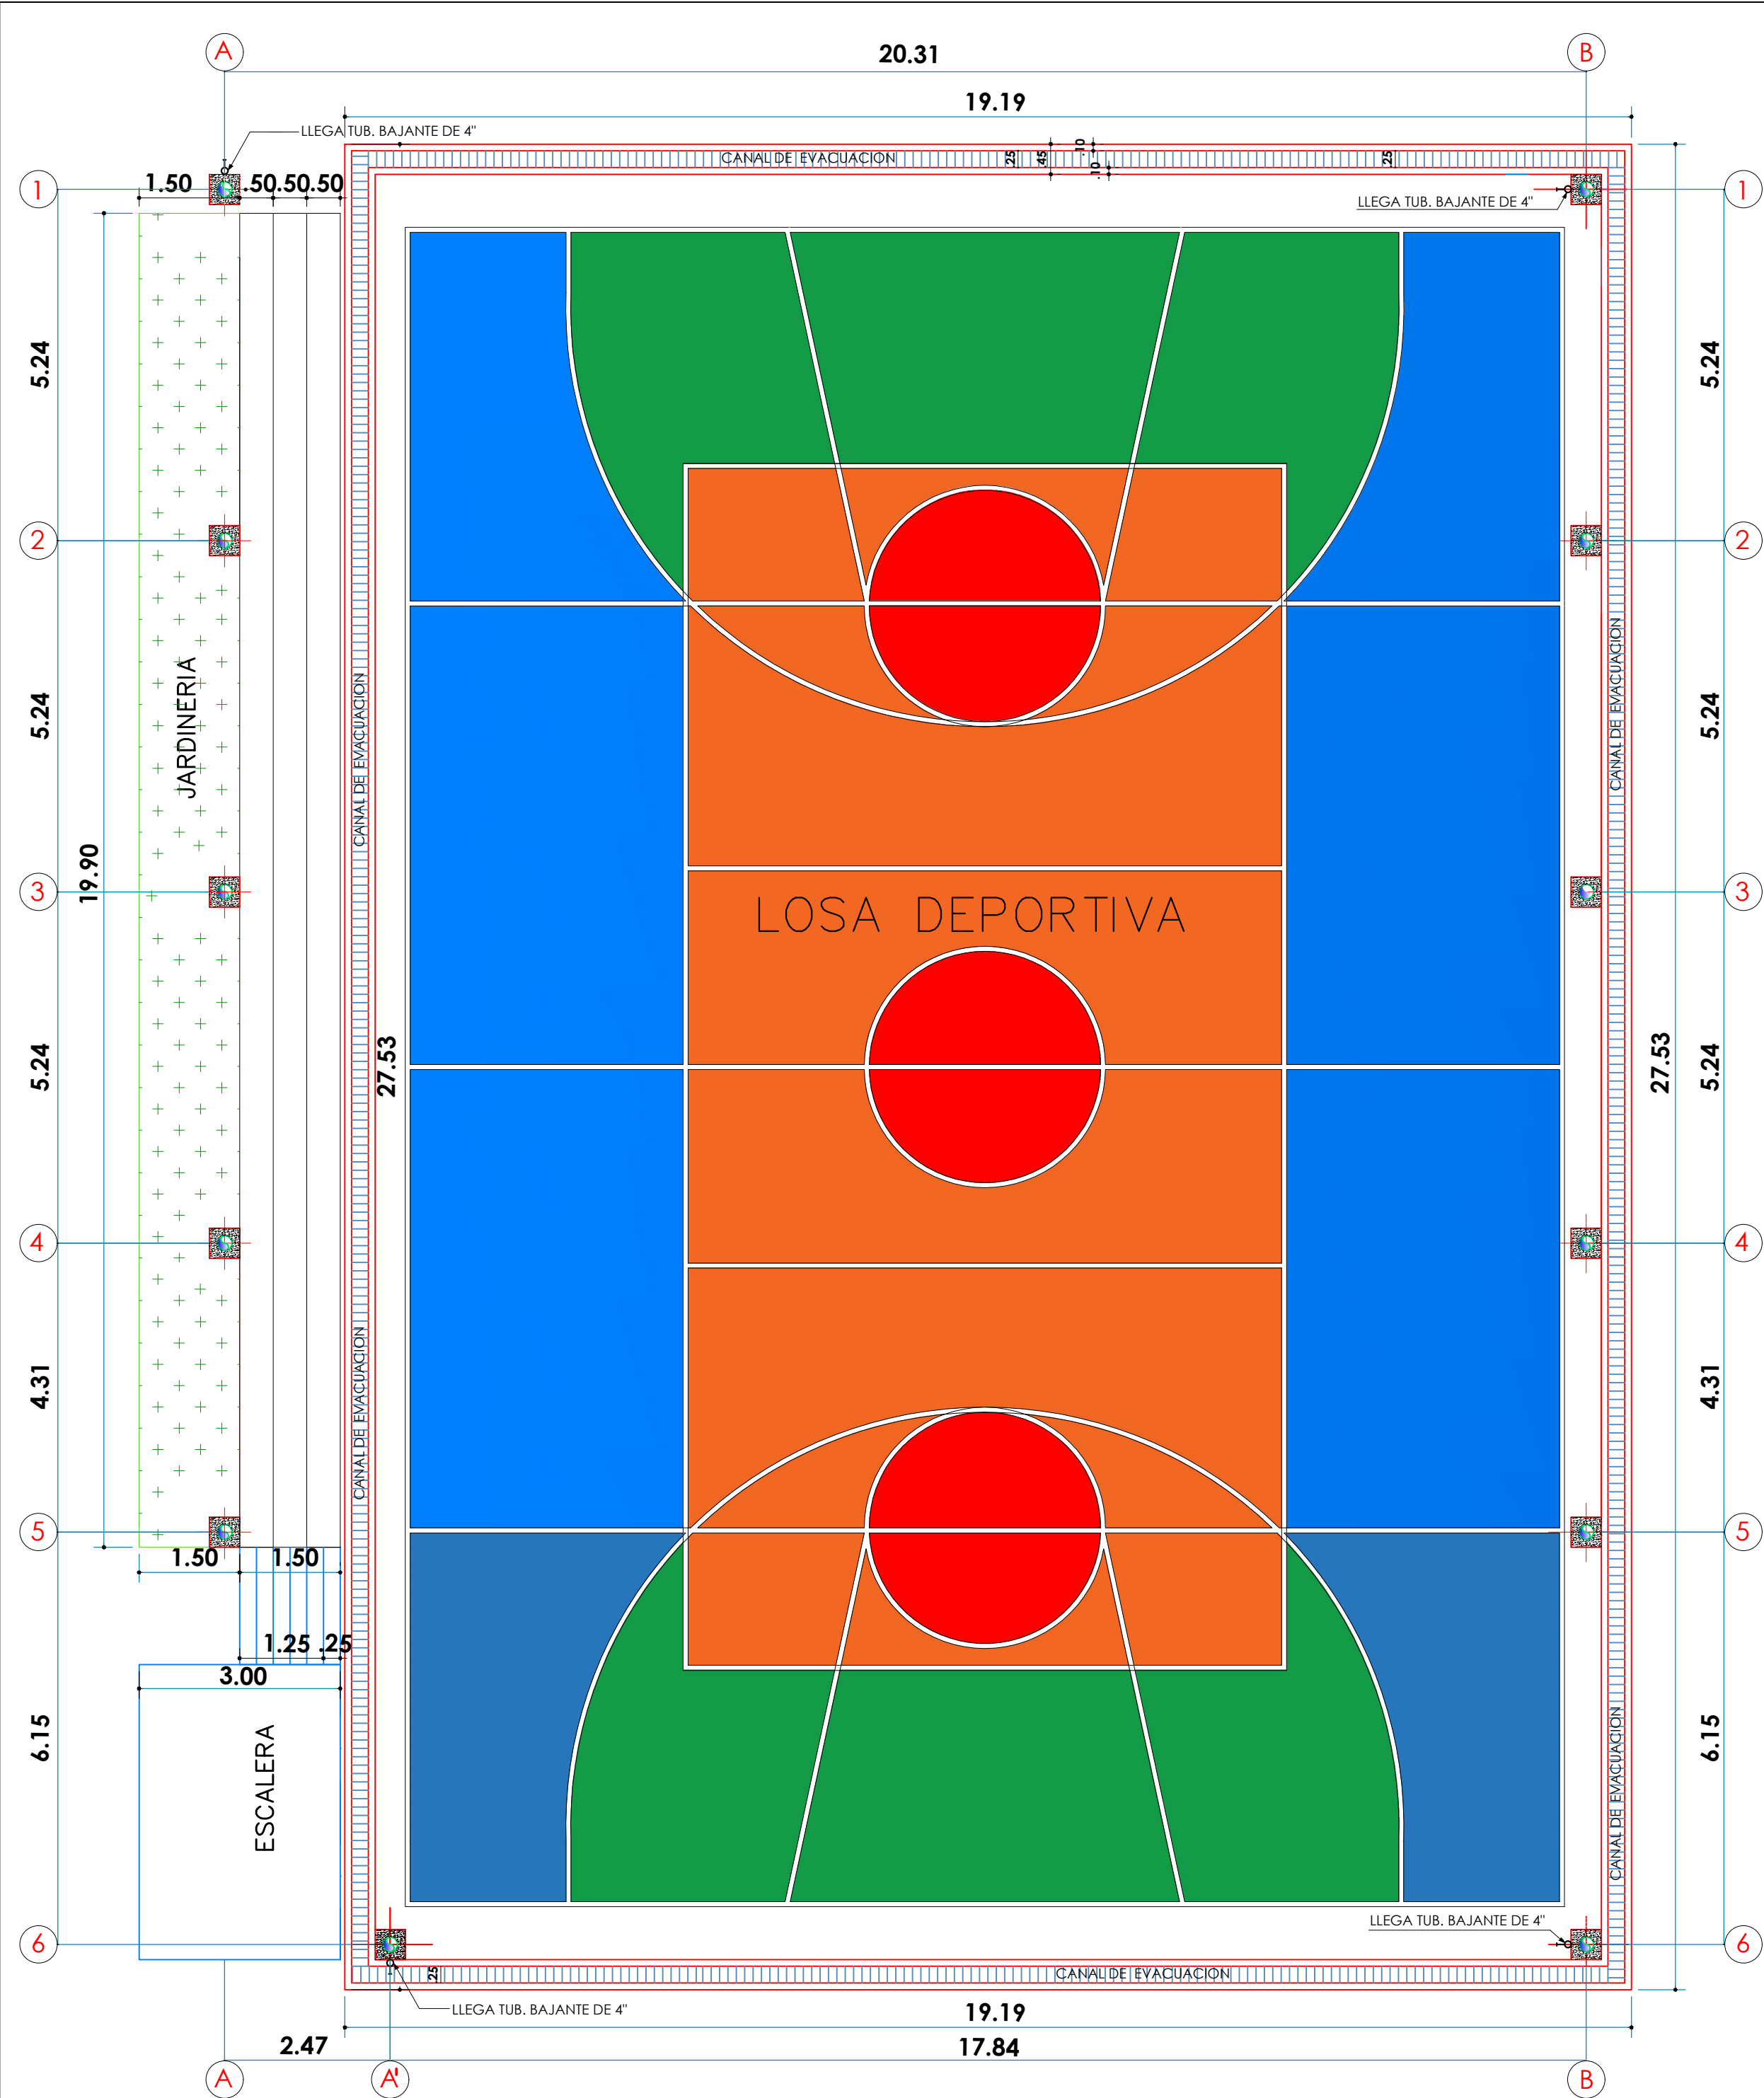 A
B
20.31
19.19
LLEGA TUB. BAJANTE DE 4"
CANAL DE EVACUACION
.25
.45
.10
.10
.25
1
1.50
.50
.50
.50
1
LLEGA TUB. BAJANTE DE 4"
5.24
5.24
2
2
JARDINERIA
CANAL DE EVACUACION
CANAL DE EVACUACION
5.24
5.24
19.90
3
3
LOSA DEPORTIVA
5.24
27.53
27.53
5.24
4
4
4.31
CANAL DE EVACUACION
4.31
5
5
1.50
1.50
1.25
.25
3.00
6.15
ESCALERA
CANAL DE EVACUACION
6.15
LLEGA TUB. BAJANTE DE 4"
6
6
.25
CANAL DE EVACUACION
LLEGA TUB. BAJANTE DE 4"
19.19
2.47
17.84
A
A'
B